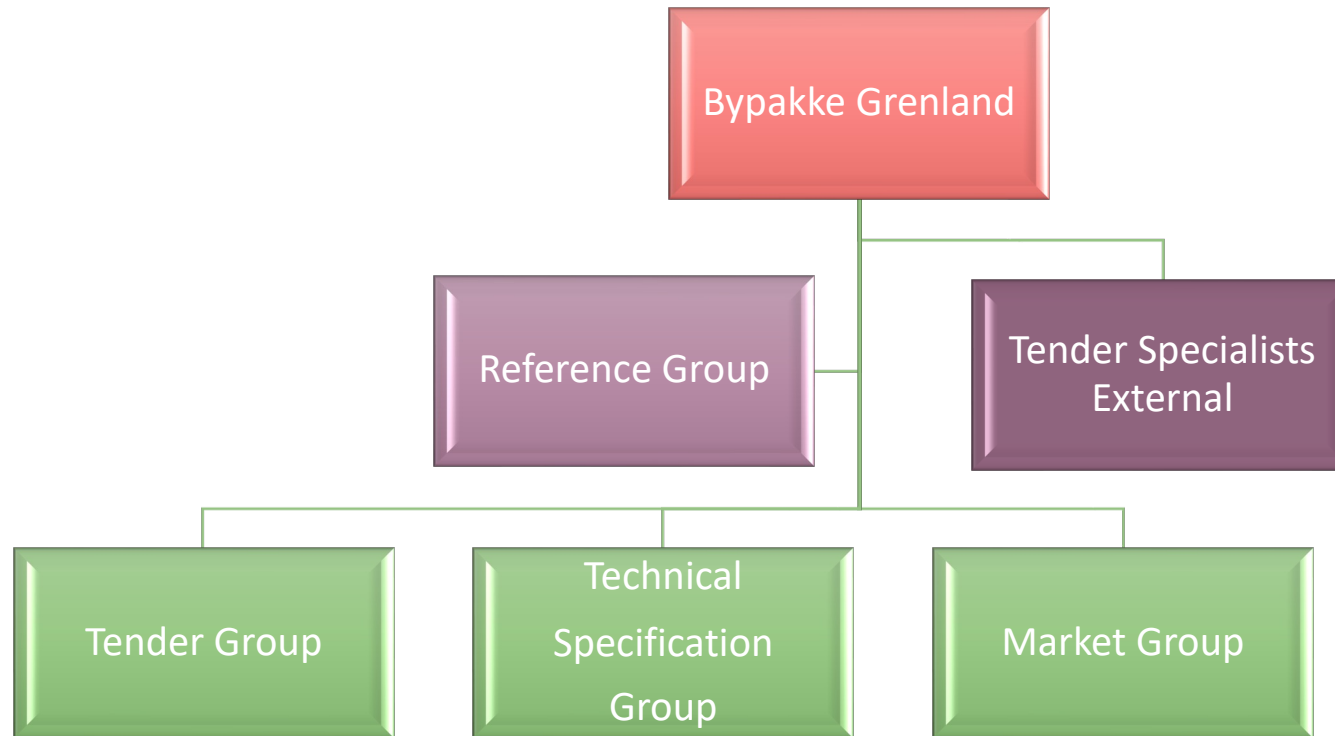 Bypakke Grenland
Reference Group
Tender Specialists
External
Tender Group
Technical
Specification
Group
Market Group